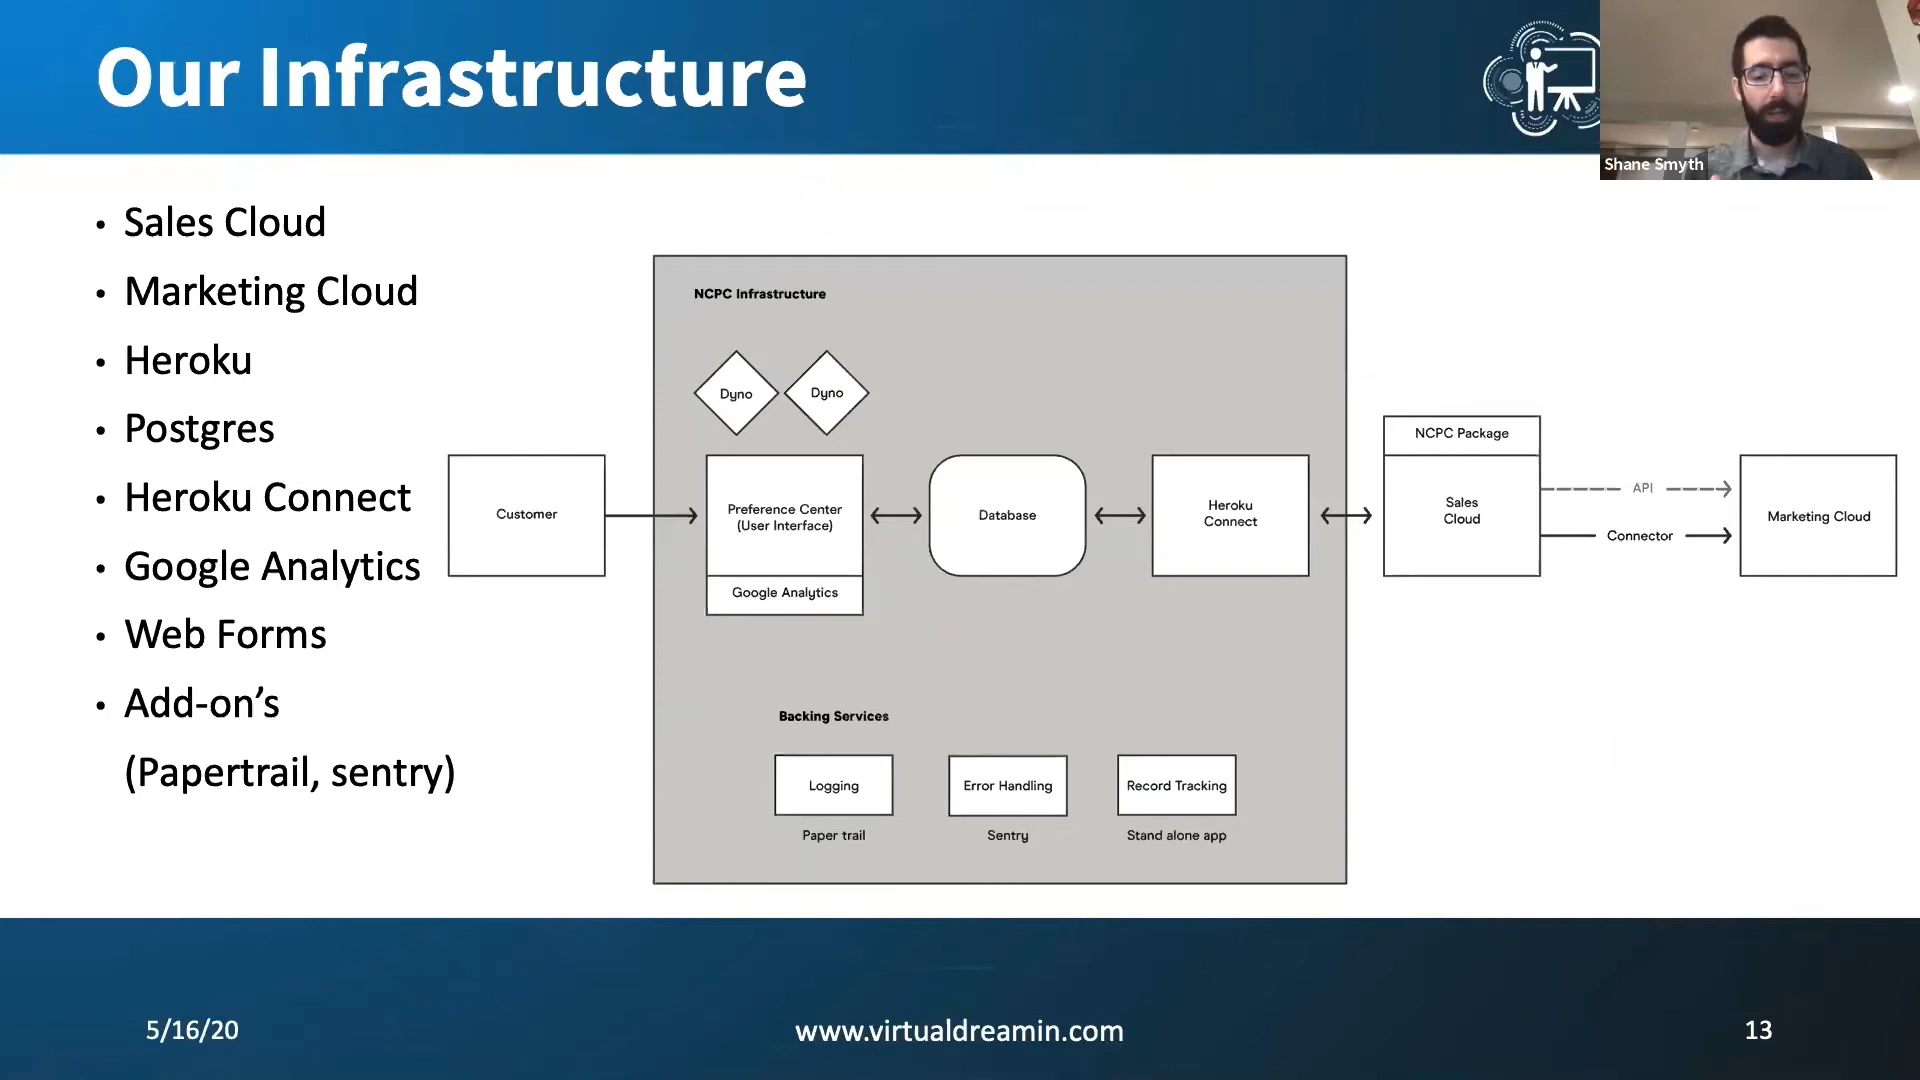 Our Infrastructure
Shane Smyth
• Sales Cloud
• Marketing Cloud
• Heroku
• Postgres
• Heroku Connect
• Google Analytics
• Web Forms
• Add-on’s
(Papertrail, sentry)
NCPC Infrastructure
Dyno
Dyno
Customer
Preference Center
(User Interface)
Google Analytics
Database
Heroku
Connect
NCPC Package
Sales
Cloud
API
Connector
Marketing Cloud
Backing Services
Logging
Error Handling
Record Tracking
Paper trail
Sentry
Stand alone app
5/16/20
www.virtualdreamin.com
13